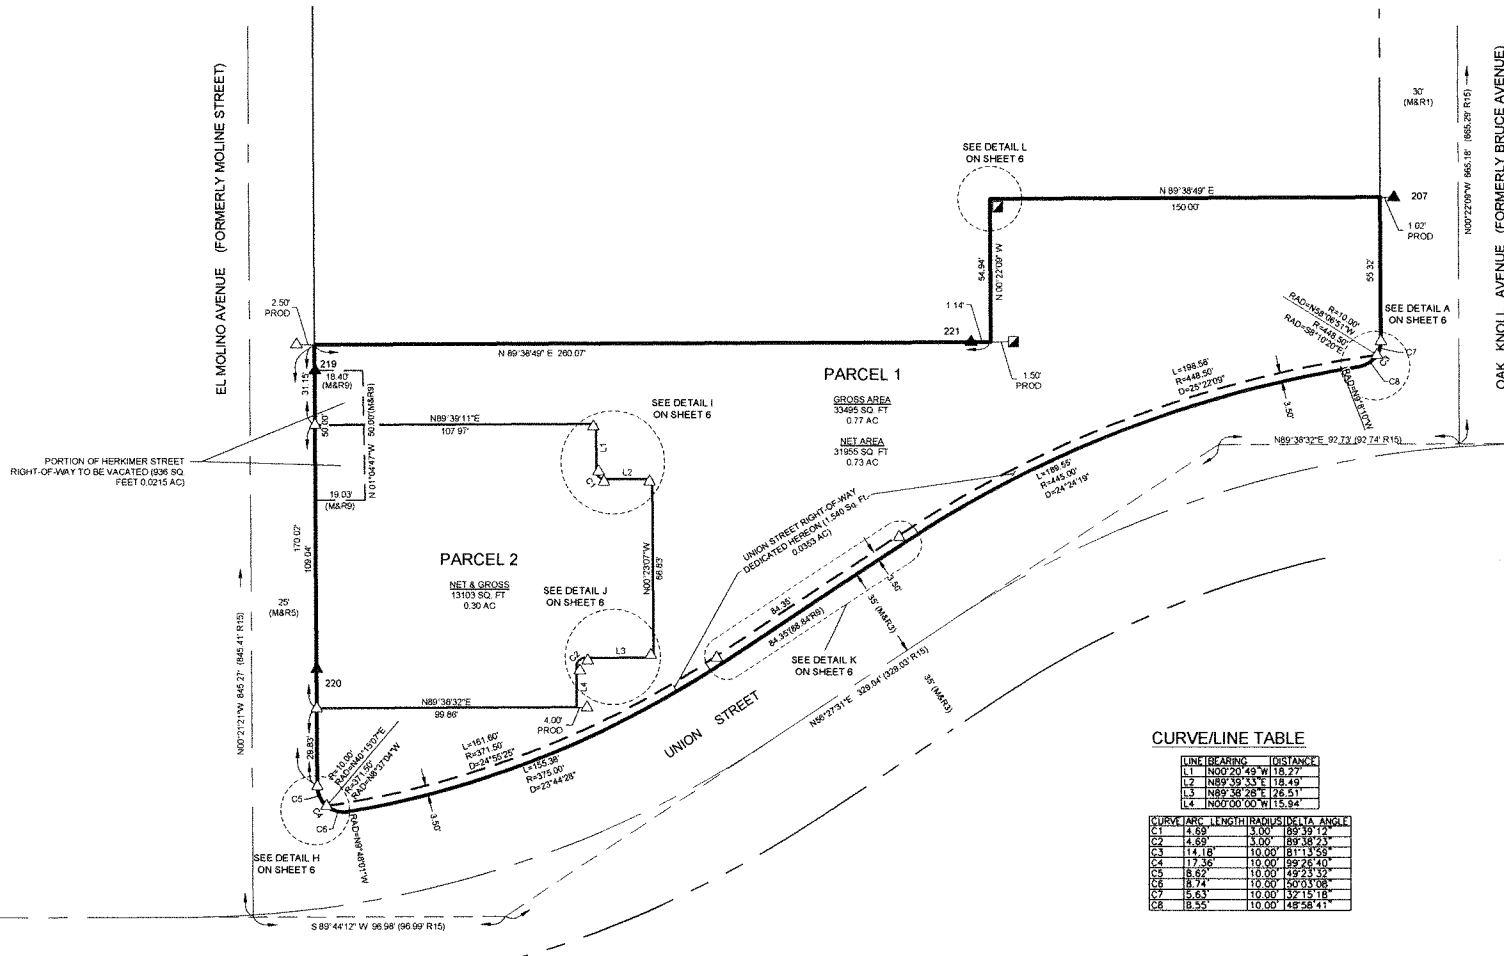 EL MOLINO AVENUE (FORMERLY MOLINE STREET)
OAK KNOLL AVENUE (FORMERLY BRUCE AVENUE)
30'
(M&R1)
N00°22'09"W 665.18' (665.29' R15)
SEE DETAIL L
ON SHEET 6
N 89°38'49" E
150.00'
207
1.02'
PROD
54.94'
N 00°22'09" W
55.32'
2.50'
PROD
1.14'
221
N 89°38'49" E 260.07'
1.50'
PROD
R=10.00'
RAD=N58°06'51"W
R=448.50'
RAD=S8°10'20"E
SEE DETAIL A
ON SHEET 6
C7
C3
C8
RAD=N9°8'10"W
219
18.40'
(M&R9)
31.15'
50.00'
N 01°04'47"W 50.00'(M&R9)
19.03'
(M&R9)
PORTION OF HERKIMER STREET
RIGHT-OF-WAY TO BE VACATED (936 SQ.
FEET 0.0215 AC)
PARCEL 1
GROSS AREA
33495 SQ. FT
0.77 AC
NET AREA
31955 SQ. FT
0.73 AC
L=198.58'
R=448.50'
D=25°22'09"
3.50'
N89°38'32"E 92.73' (92.74' R15)
SEE DETAIL I
ON SHEET 6
N89°39'11"E
107.97'
L1
C1
L2
L=189.55'
R=445.00'
D=24°24'19"
UNION STREET RIGHT-OF-WAY
DEDICATED HEREON (1,540 Sq. Ft.
0.0353 AC)
170.02'
109.04'
PARCEL 2
NET & GROSS
13103 SQ. FT
0.30 AC
N00°23'07"W
66.83'
SEE DETAIL J
ON SHEET 6
25'
(M&R5)
N00°21'21"W 845.27' (845.41' R15)
84.35'
84.35'(88.84'R9)
3.50'
35' (M&R3)
SEE DETAIL K
ON SHEET 6
C2
L3
L4
220
N89°38'32"E
99.86'
4.00'
PROD
N56°27'31"E 329.04' (329.03' R15)
35' (M&R3)
UNION STREET
29.83'
R=10.00'
RAD=N40°15'07"E
R=371.50'
RAD=N8°37'04"W
L=161.60'
R=371.50'
D=24°55'25"
L=155.38'
R=375.00'
D=23°44'28"
3.50'
C5
C4
C6
RAD=N9°48'01"W
SEE DETAIL H
ON SHEET 6
S 89°44'12" W 96.98' (96.99' R15)
CURVE/LINE TABLE
LINE BEARING DISTANCE
L1 N00°20'49"W 18.27'
L2 N89°39'33"E 18.49'
L3 N89°38'28"E 26.51'
L4 N00°00'00"W 15.94'
CURVE ARC LENGTH RADIUS DELTA ANGLE
C1 4.69' 3.00' 89°39'12"
C2 4.69' 3.00' 89°38'23"
C3 14.18' 10.00' 81°13'59"
C4 17.36' 10.00' 99°26'40"
C5 8.62' 10.00' 49°23'32"
C6 8.74' 10.00' 50°03'08"
C7 5.63' 10.00' 32°15'18"
C8 8.55' 10.00' 48°58'41"